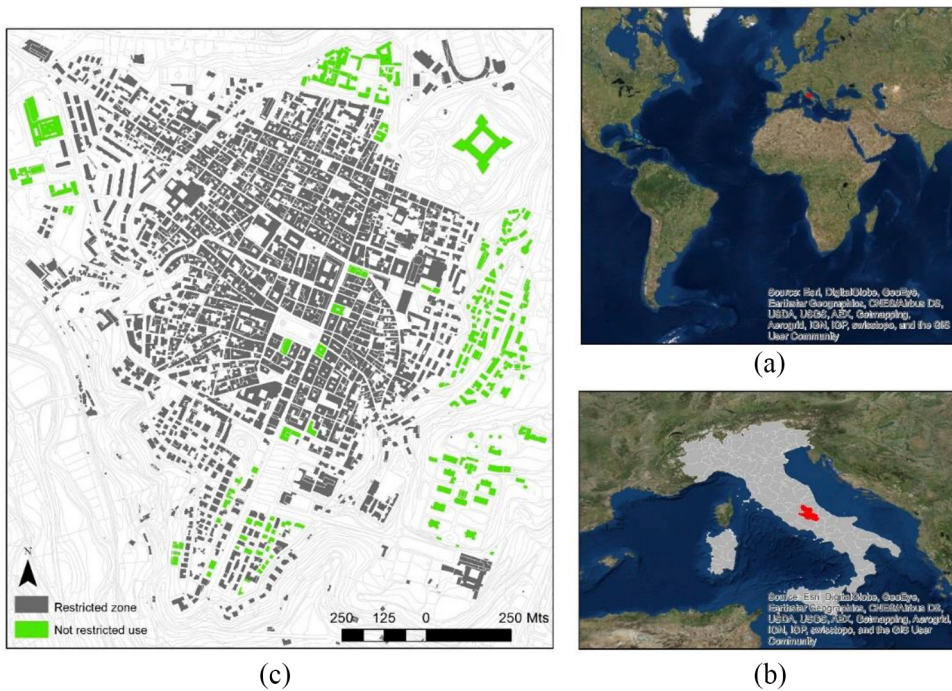 N
Restricted zone
Not restricted use
250 125 0 250 Mts
(c)
Source: Esri, DigitalGlobe, GeoEye,
Earthstar Geographics, CNES/Airbus DS,
USDA, USGS, AEX, Getmapping,
Aerogrid, IGN, IGP, swisstopo, and the GIS
User Community
(a)
Source: Esri, DigitalGlobe, GeoEye,
Earthstar Geographics, CNES/Airbus DS,
USDA, USGS, AEX, Getmapping, Aerogrid,
IGN, IGP, swisstopo, and the GIS User
Community
(b)